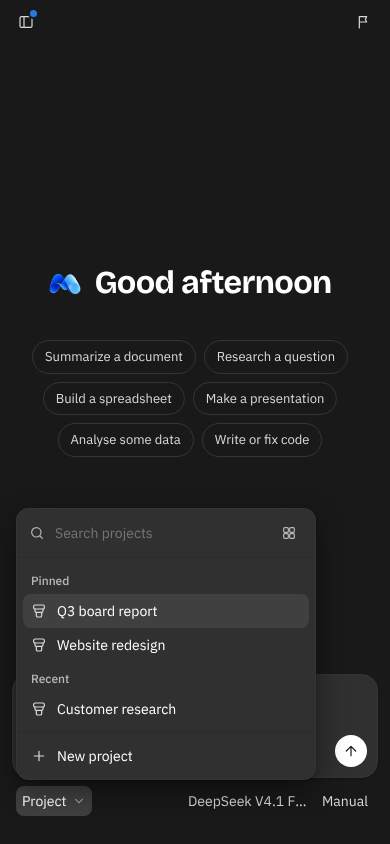 Good afternoon
Summarize a document
Research a question
Build a spreadsheet
Make a presentation
Analyse some data
Write or fix code
Search projects
Pinned
Q3 board report
Website redesign
Recent
Customer research
New project
Project
DeepSeek V4.1 F...
Manual